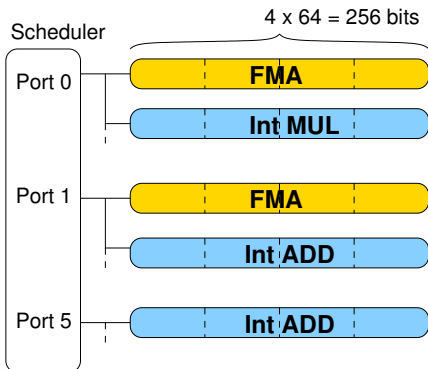 4 x 64 = 256 bits
Scheduler
Port 0
FMA
Int MUL
Port 1
FMA
Int ADD
Port 5
Int ADD